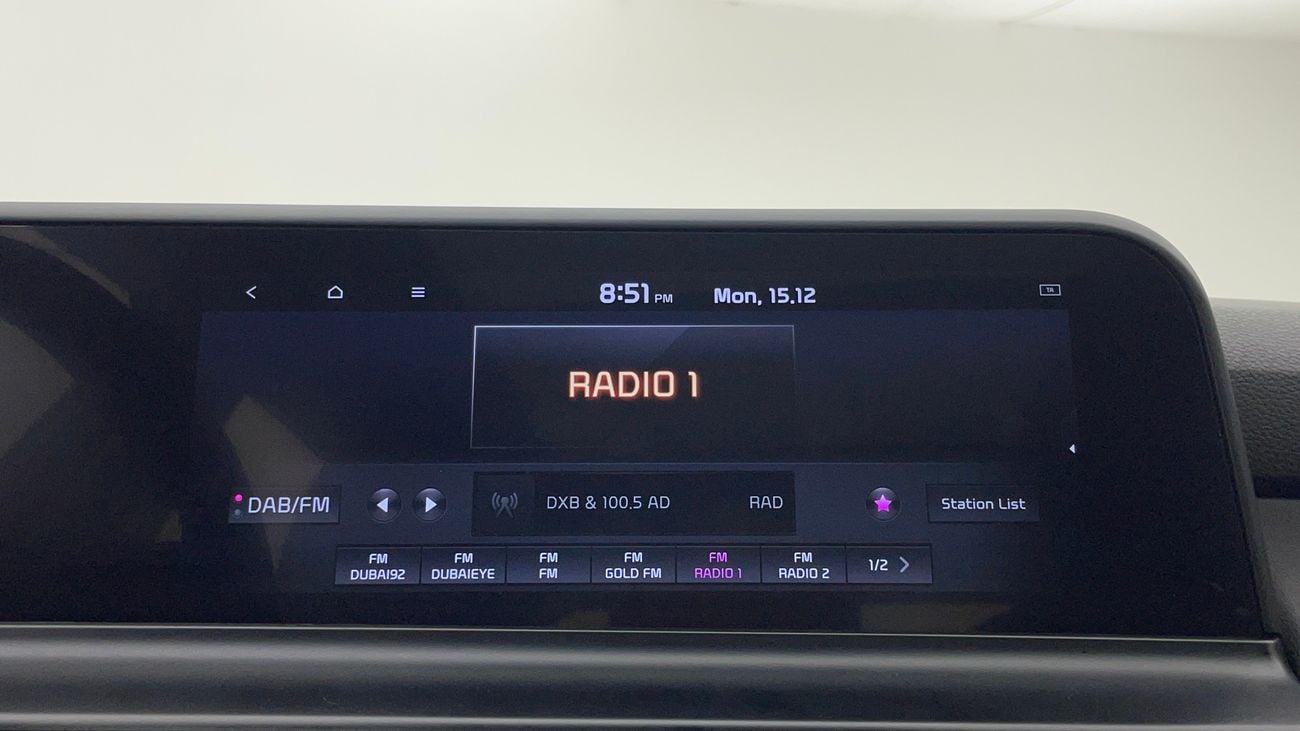 8:51 PM Mon, 15.12 TA
RADIO 1
DAB/FM DXB & 100.5 AD RAD Station List
FM FM FM FM FM FM
DUBAI92 DUBAIEYE FM GOLD FM RADIO 1 RADIO 2 1/2